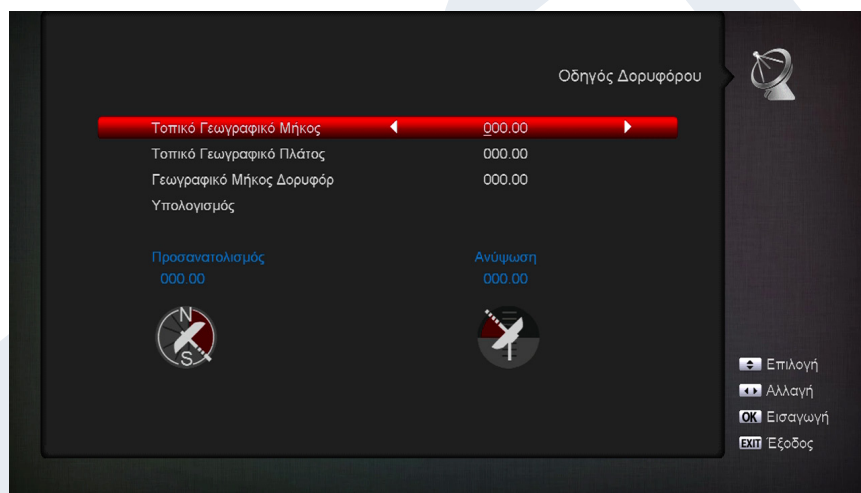 Οδηγός Δορυφόρου
Τοπικό Γεωγραφικό Μήκος 000.00
Τοπικό Γεωγραφικό Πλάτος 000.00
Γεωγραφικό Μήκος Δορυφόρ 000.00
Υπολογισμός
Προσανατολισμός Ανύψωση
000.00 000.00
N
S
Επιλογή
Αλλαγή
OK Εισαγωγή
EXIT Έξοδος